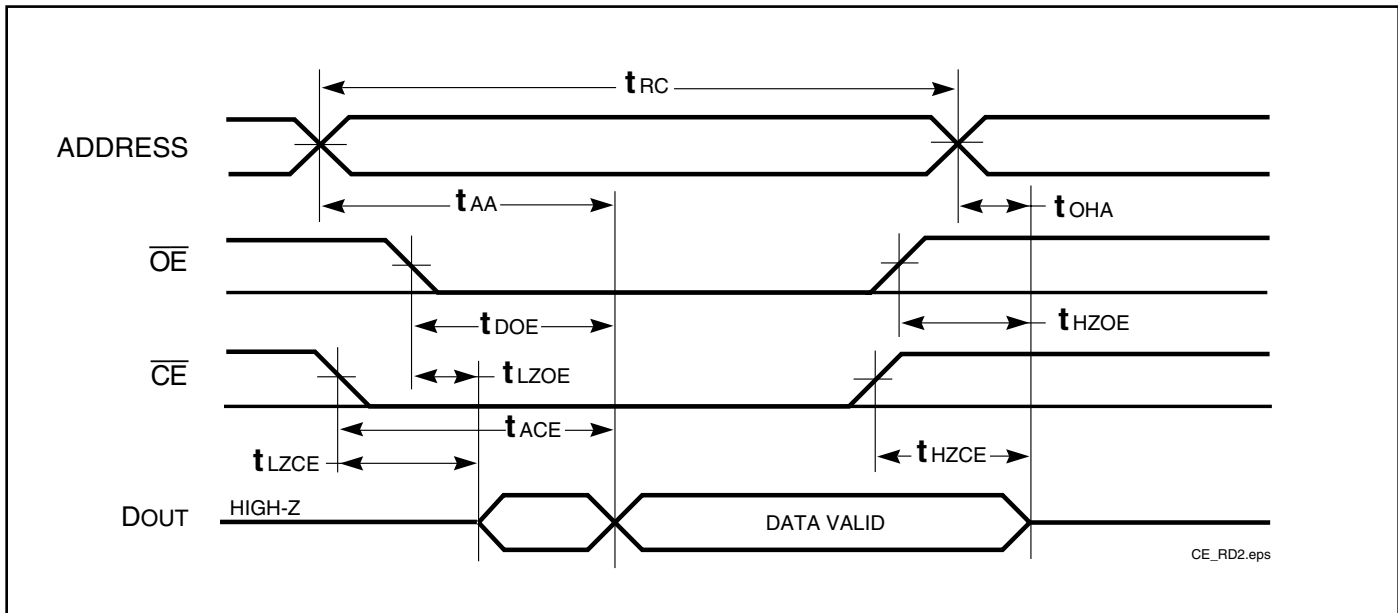 tRC
ADDRESS
tAA
tOHA
OE
tDOE
tHZOE
CE
tLZOE
tACE
tLZCE
tHZCE
DOUT
HIGH-Z
DATA VALID
CE_RD2.eps